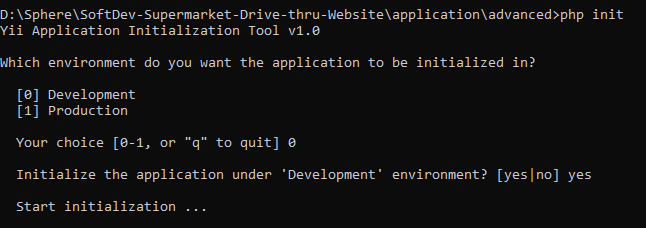 D:\Sphere\SoftDev-Supermarket-Drive-thru-Website\application\advanced>php init
Yii Application Initialization Tool v1.0
Which environment do you want the application to be initialized in?
[0] Development
[1] Production
Your choice [0-1, or "q" to quit] 0
Initialize the application under 'Development' environment? [yes|no] yes
Start initialization ...